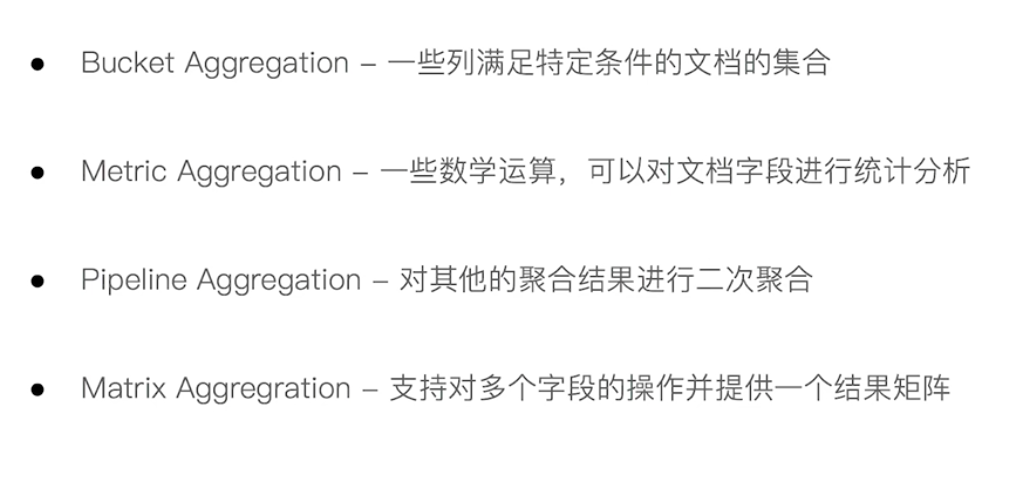 • Bucket Aggregation – 一些列满足特定条件的文档的集合
• Metric Aggregation – 一些数学运算，可以对文档字段进行统计分析
• Pipeline Aggregation – 对其他的聚合结果进行二次聚合
• Matrix Aggregration – 支持对多个字段的操作并提供一个结果矩阵